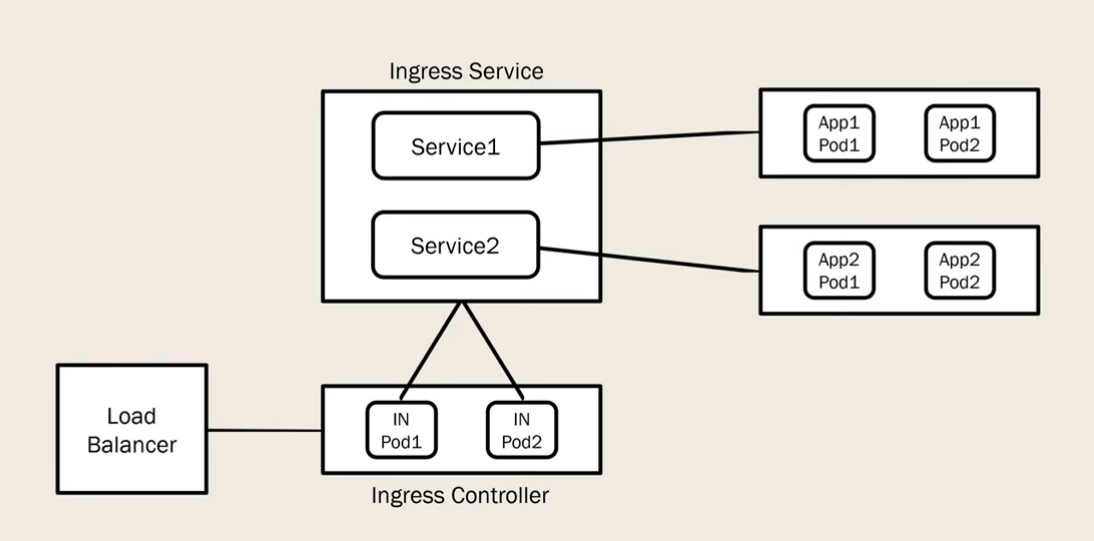 Ingress Service
Service1
Service2
App1
Pod1
App1
Pod2
App2
Pod1
App2
Pod2
Load
Balancer
IN
Pod1
IN
Pod2
Ingress Controller